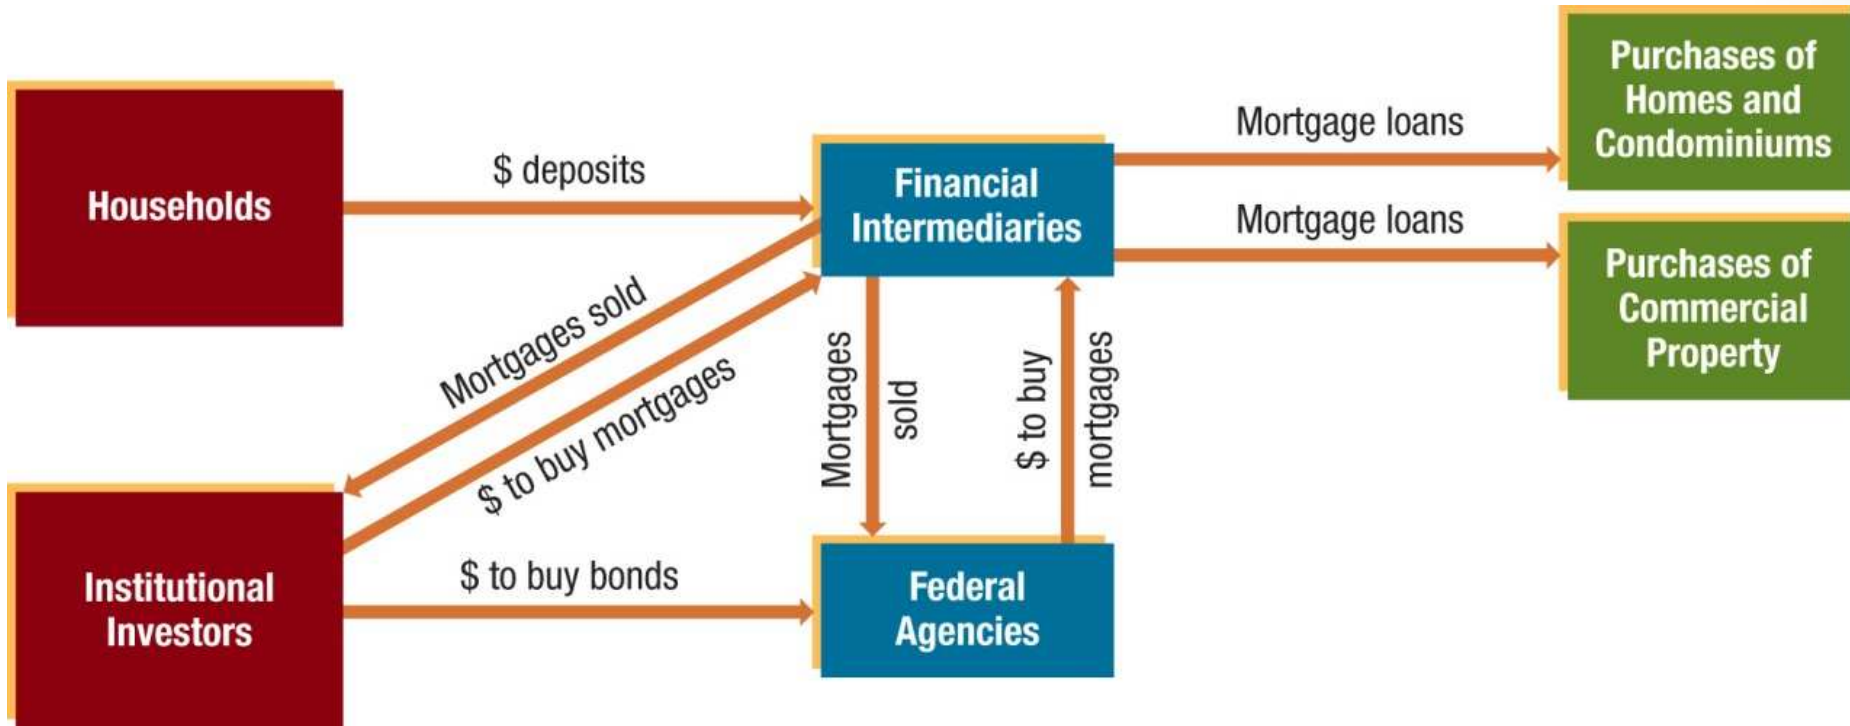 Purchases of
Homes and
Condominiums
Mortgage loans
$ deposits
Financial
Intermediaries
Households
Mortgage loans
Purchases of
Commercial
Property
Mortgages sold
$ to buy mortgages
Mortgages
sold
$ to buy
mortgages
$ to buy bonds
Institutional
Investors
Federal
Agencies